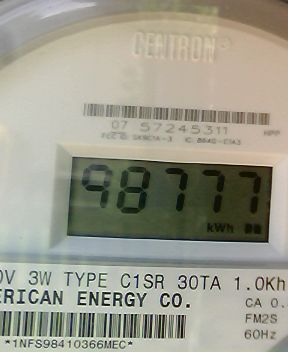 CENTRON®
07 57245311
98777
kWh
0V 3W TYPE C1SR 30TA 1.0Kh
ERICAN ENERGY CO.
CA 0.
FM2S
60Hz
*1NFS98410366MEC*